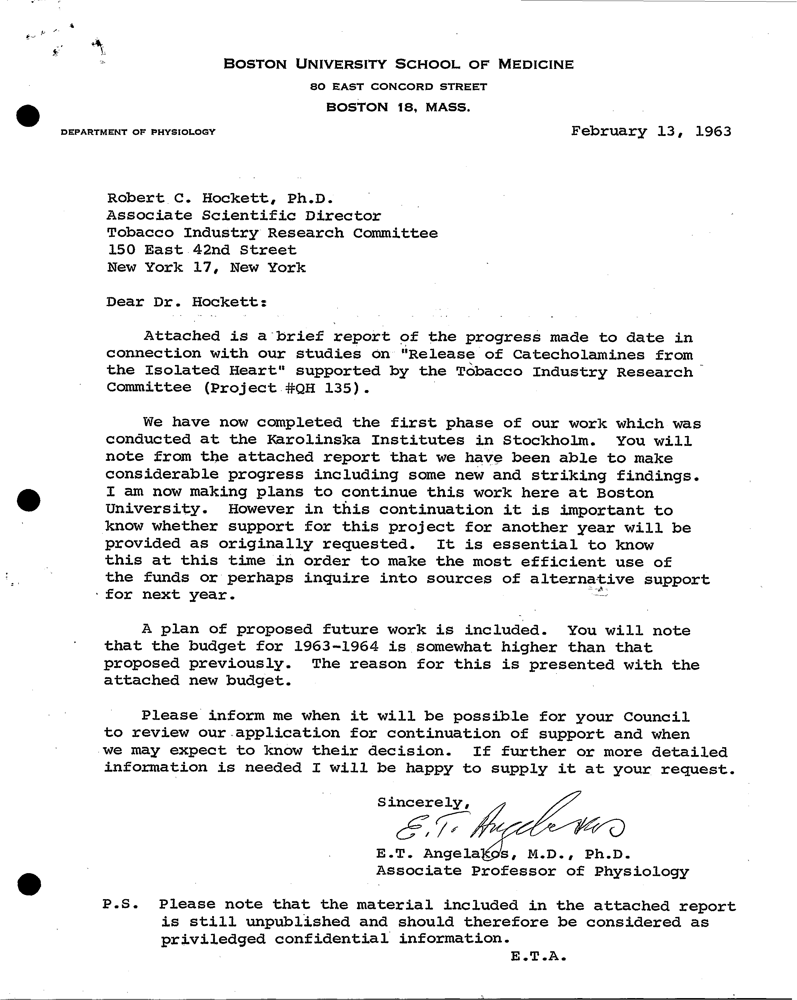 BOSTON UNIVERSITY SCHOOL OF MEDICINE
80 EAST CONCORD STREET
BOSTON 18, MASS.
DEPARTMENT OF PHYSIOLOGY
February 13, 1963
Robert C. Hockett, Ph.D.
Associate Scientific Director
Tobacco Industry Research Committee
150 East 42nd Street
New York 17, New York
Dear Dr. Hockett:
Attached is a brief report of the progress made to date in
connection with our studies on "Release of Catecholamines from
the Isolated Heart" supported by the Tobacco Industry Research
Committee (Project #QH 135).
We have now completed the first phase of our work which was
conducted at the Karolinska Institutes in Stockholm. You will
note from the attached report that we have been able to make
considerable progress including some new and striking findings.
I am now making plans to continue this work here at Boston
University. However in this continuation it is important to
know whether support for this project for another year will be
provided as originally requested. It is essential to know
this at this time in order to make the most efficient use of
the funds or perhaps inquire into sources of alternative support
for next year.
A plan of proposed future work is included. You will note
that the budget for 1963-1964 is somewhat higher than that
proposed previously. The reason for this is presented with the
attached new budget.
Please inform me when it will be possible for your Council
to review our application for continuation of support and when
we may expect to know their decision. If further or more detailed
information is needed I will be happy to supply it at your request.
Sincerely,
E.T. Angelakos
E.T. Angelakos, M.D., Ph.D.
Associate Professor of Physiology
P.S. Please note that the material included in the attached report
is still unpublished and should therefore be considered as
priviledged confidential information.
E.T.A.